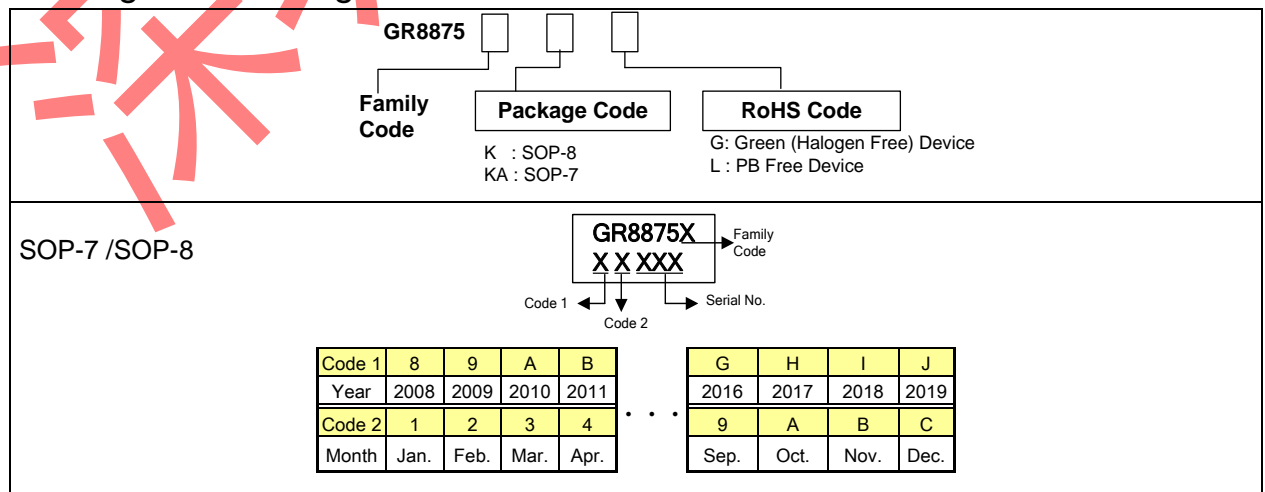 GR8875
Family
Code
Package Code
RoHS Code
K : SOP-8
KA : SOP-7
G: Green (Halogen Free) Device
L : PB Free Device
SOP-7 /SOP-8
GR8875X
X X XXX
Family
Code
Code 1
Code 2
Serial No.
Code 1 8 9 A B G H I J
Year 2008 2009 2010 2011 . . . 2016 2017 2018 2019
Code 2 1 2 3 4 9 A B C
Month Jan. Feb. Mar. Apr. Sep. Oct. Nov. Dec.